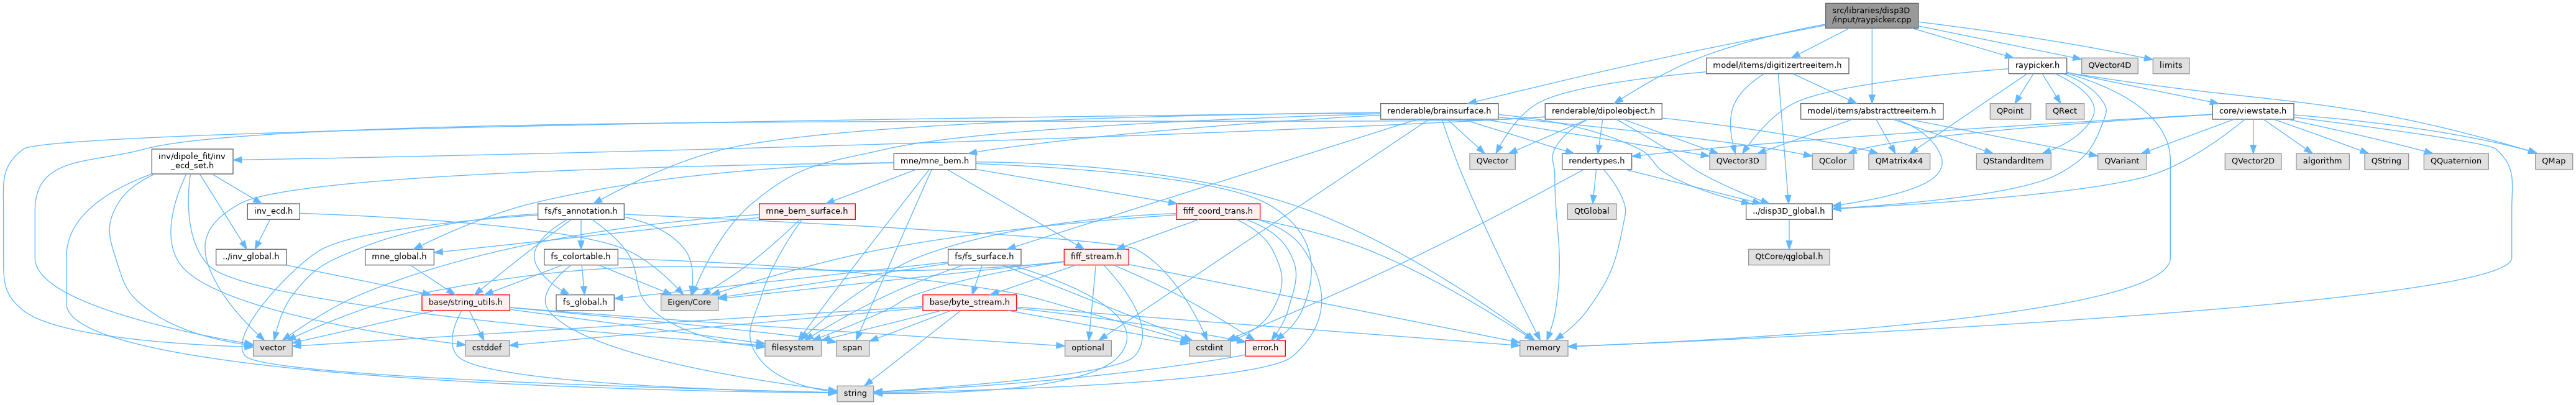 src/libraries/disp3D
/input/raypicker.cpp
model/items/digitizertreeitem.h
raypicker.h
QVector4D
limits
renderable/brainsurface.h
renderable/dipoleobject.h
model/items/abstracttreeitem.h
QPoint
QRect
core/viewstate.h
inv/dipole_fit/inv
_ecd_set.h
mne/mne_bem.h
QVector
rendertypes.h
QVector3D
QColor
QMatrix4x4
QStandardItem
QVariant
QVector2D
algorithm
QString
QQuaternion
QMap
inv_ecd.h
fs/fs_annotation.h
mne_bem_surface.h
fiff_coord_trans.h
QtGlobal
../disp3D_global.h
../inv_global.h
mne_global.h
fs_colortable.h
fs/fs_surface.h
fiff_stream.h
QtCore/qglobal.h
base/string_utils.h
fs_global.h
Eigen/Core
base/byte_stream.h
vector
cstddef
filesystem
span
optional
cstdint
error.h
memory
string